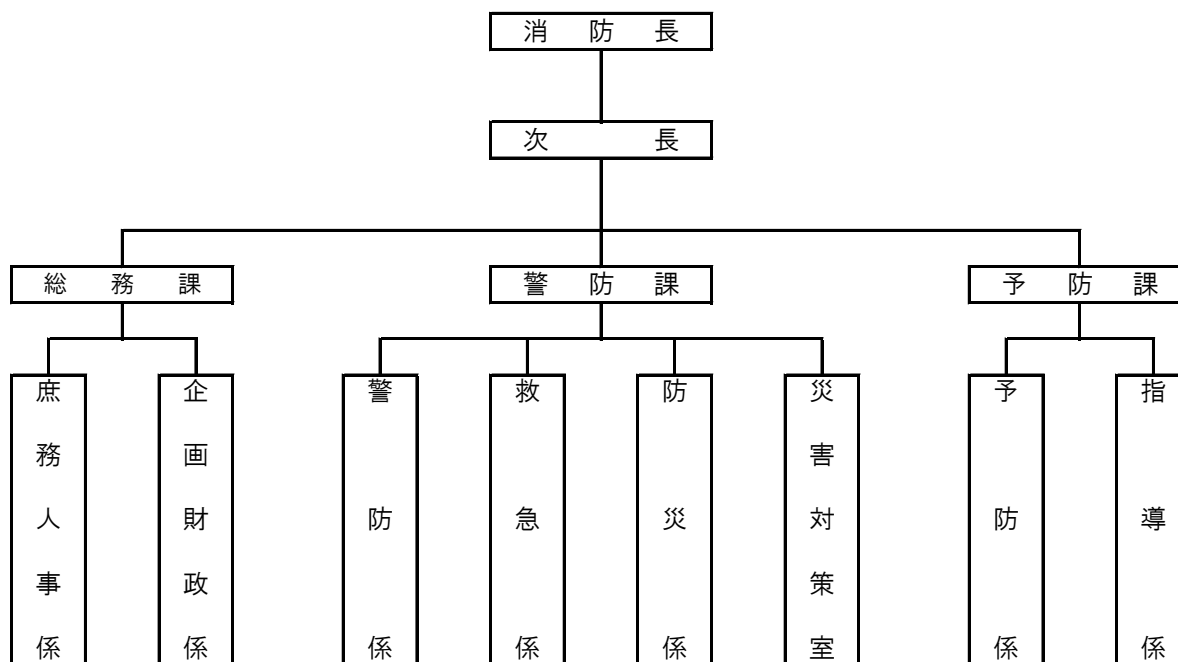 消防長
次長
総務課
警防課
予防課
庶務人事係
企画財政係
警防係
救急係
防災係
災害対策室
予防係
指導係